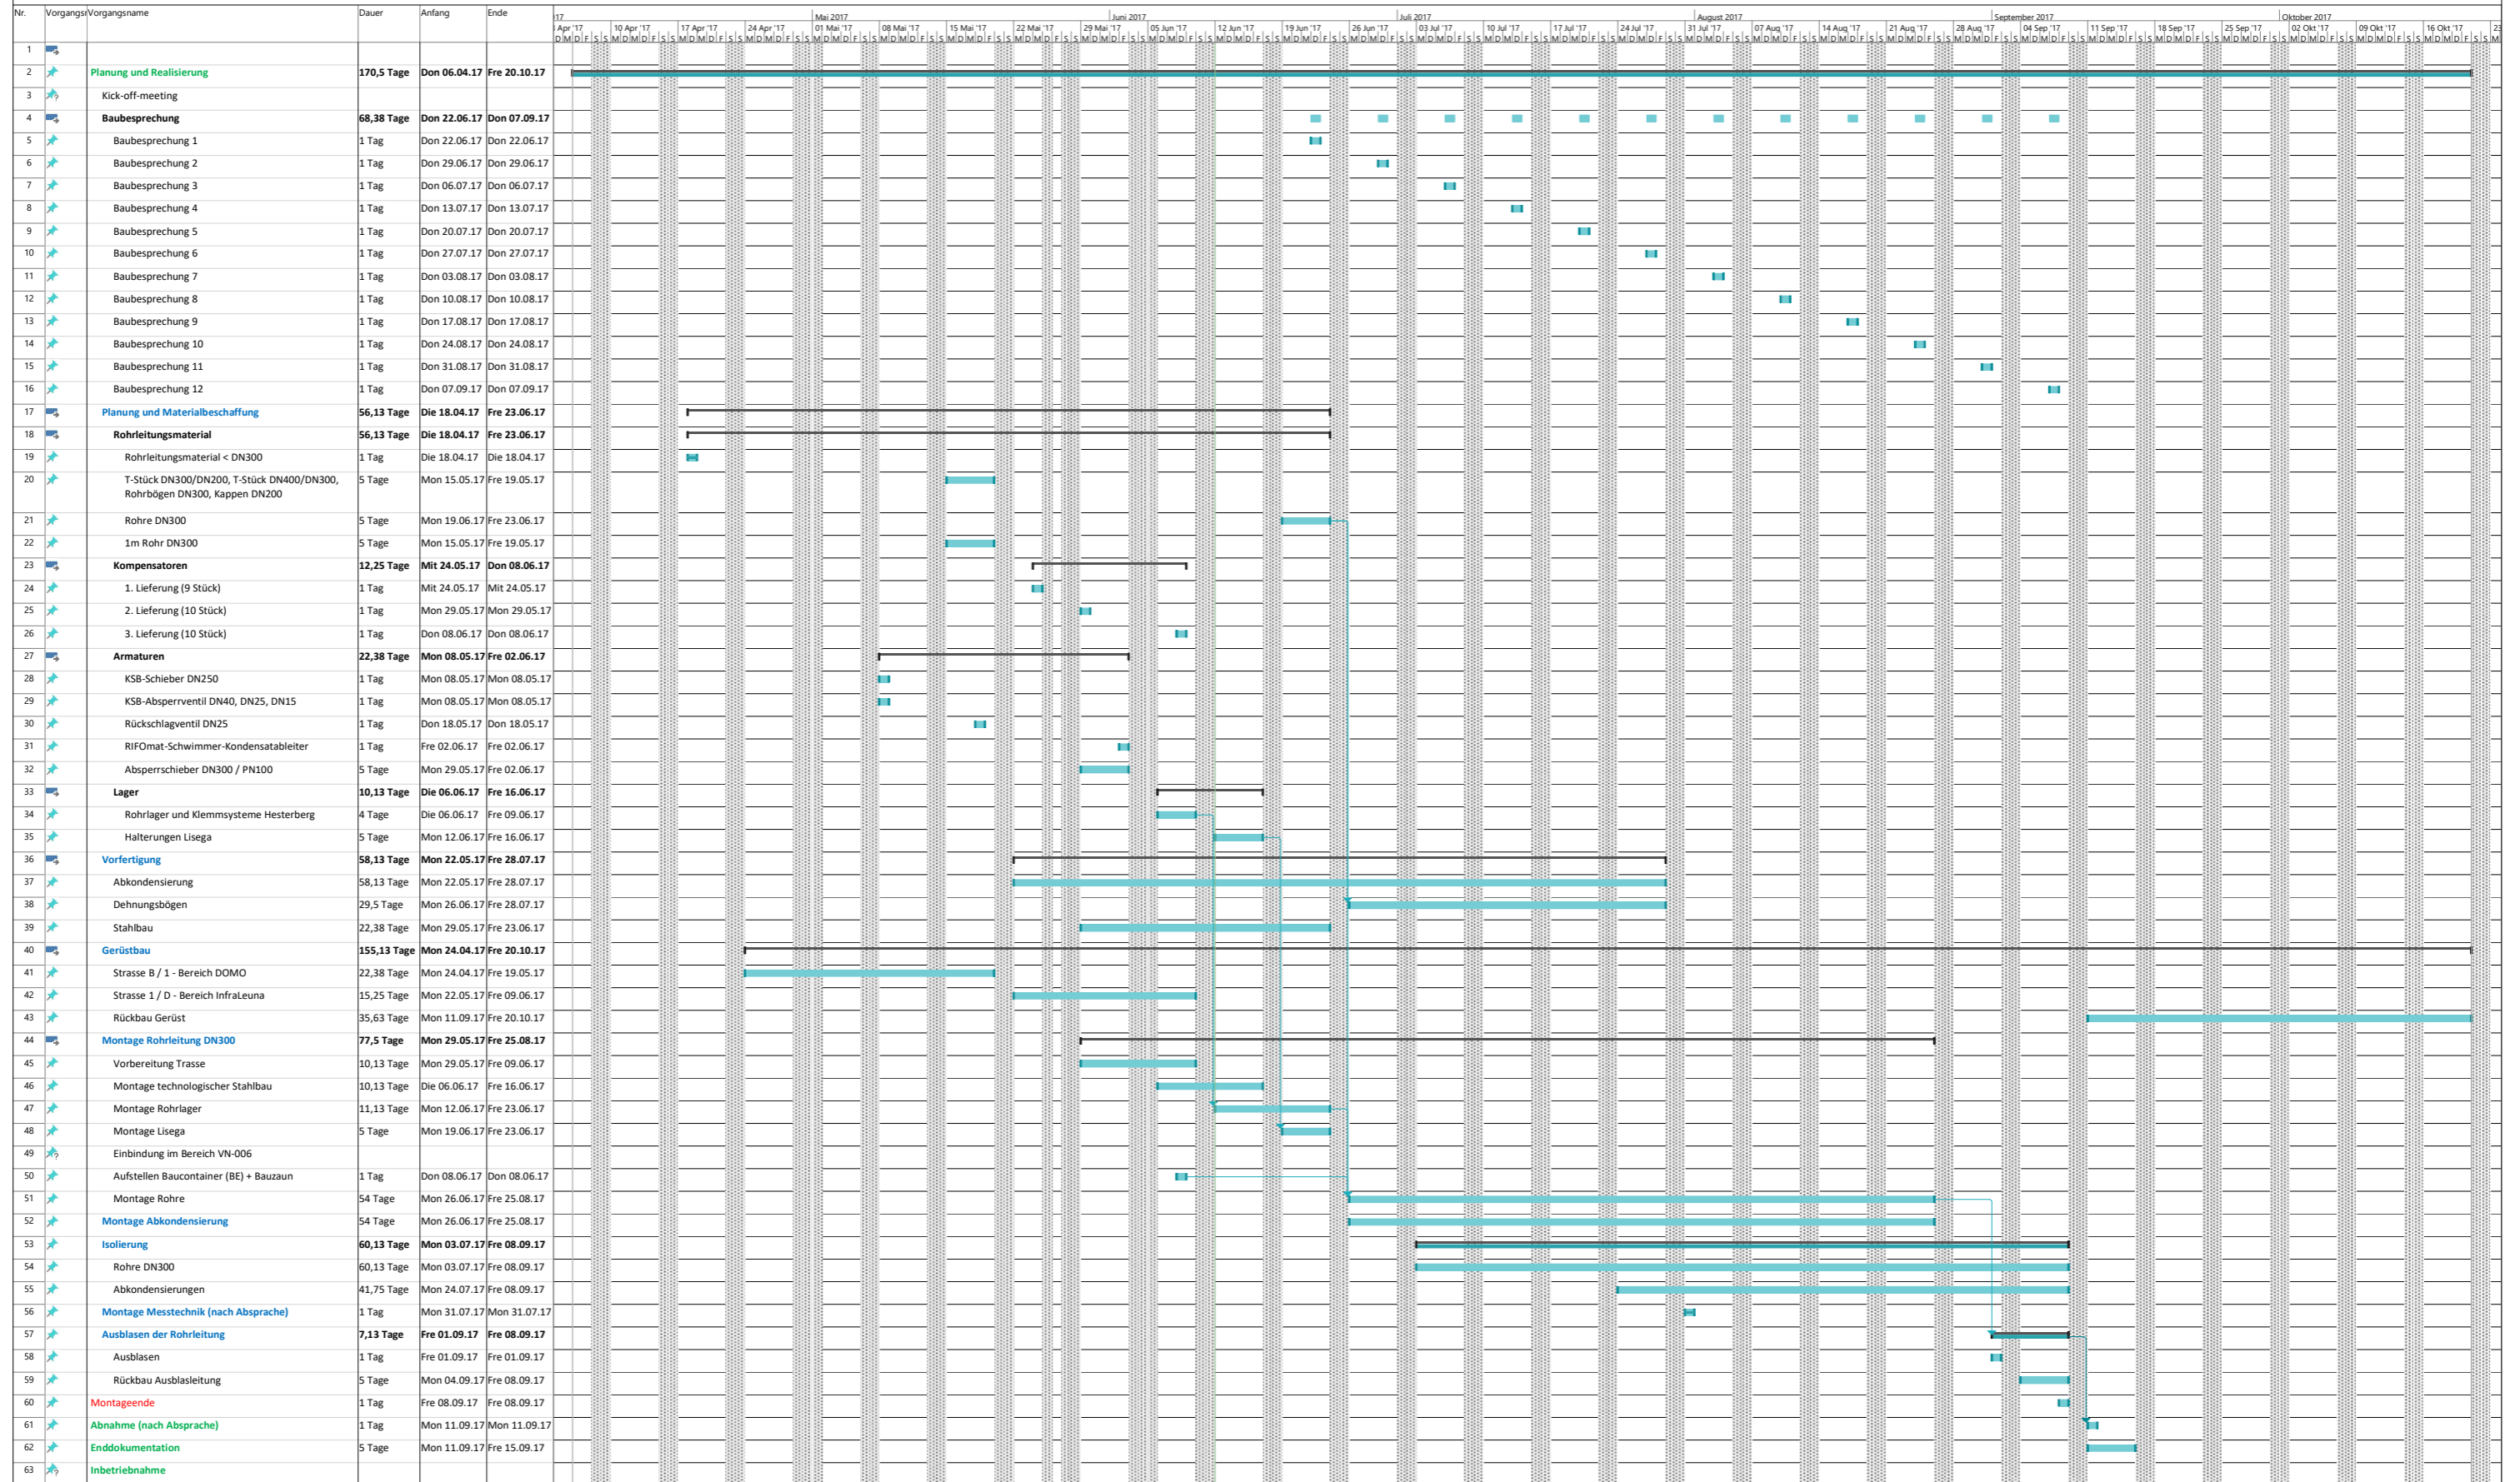 Nr. Vorgangsr Vorgangsname Dauer Anfang Ende
17 Mai 2017 Juni 2017 Juli 2017 August 2017 September 2017 Oktober 2017
Apr '17 10 Apr '17 17 Apr '17 24 Apr '17 01 Mai '17 08 Mai '17 15 Mai '17 22 Mai '17 29 Mai '17 05 Jun '17 12 Jun '17 19 Jun '17 26 Jun '17 03 Jul '17 10 Jul '17 17 Jul '17 24 Jul '17 31 Jul '17 07 Aug '17 14 Aug '17 21 Aug '17 28 Aug '17 04 Sep '17 11 Sep '17 18 Sep '17 25 Sep '17 02 Okt '17 09 Okt '17 16 Okt '17 23
1
2 Planung und Realisierung 170,5 Tage Don 06.04.17 Fre 20.10.17
3 Kick-off-meeting
4 Baubesprechung 68,38 Tage Don 22.06.17 Don 07.09.17
5 Baubesprechung 1 1 Tag Don 22.06.17 Don 22.06.17
6 Baubesprechung 2 1 Tag Don 29.06.17 Don 29.06.17
7 Baubesprechung 3 1 Tag Don 06.07.17 Don 06.07.17
8 Baubesprechung 4 1 Tag Don 13.07.17 Don 13.07.17
9 Baubesprechung 5 1 Tag Don 20.07.17 Don 20.07.17
10 Baubesprechung 6 1 Tag Don 27.07.17 Don 27.07.17
11 Baubesprechung 7 1 Tag Don 03.08.17 Don 03.08.17
12 Baubesprechung 8 1 Tag Don 10.08.17 Don 10.08.17
13 Baubesprechung 9 1 Tag Don 17.08.17 Don 17.08.17
14 Baubesprechung 10 1 Tag Don 24.08.17 Don 24.08.17
15 Baubesprechung 11 1 Tag Don 31.08.17 Don 31.08.17
16 Baubesprechung 12 1 Tag Don 07.09.17 Don 07.09.17
17 Planung und Materialbeschaffung 56,13 Tage Die 18.04.17 Fre 23.06.17
18 Rohrleitungsmaterial 56,13 Tage Die 18.04.17 Fre 23.06.17
19 Rohrleitungsmaterial < DN300 1 Tag Die 18.04.17 Die 18.04.17
20 T-Stück DN300/DN200, T-Stück DN400/DN300, 5 Tage Mon 15.05.17 Fre 19.05.17
Rohrbögen DN300, Kappen DN200
21 Rohre DN300 5 Tage Mon 19.06.17 Fre 23.06.17
22 1m Rohr DN300 5 Tage Mon 15.05.17 Fre 19.05.17
23 Kompensatoren 12,25 Tage Mit 24.05.17 Don 08.06.17
24 1. Lieferung (9 Stück) 1 Tag Mit 24.05.17 Mit 24.05.17
25 2. Lieferung (10 Stück) 1 Tag Mon 29.05.17 Mon 29.05.17
26 3. Lieferung (10 Stück) 1 Tag Don 08.06.17 Don 08.06.17
27 Armaturen 22,38 Tage Mon 08.05.17 Fre 02.06.17
28 KSB-Schieber DN250 1 Tag Mon 08.05.17 Mon 08.05.17
29 KSB-Absperrventil DN40, DN25, DN15 1 Tag Mon 08.05.17 Mon 08.05.17
30 Rückschlagventil DN25 1 Tag Don 18.05.17 Don 18.05.17
31 RIFOmat-Schwimmer-Kondensatableiter 1 Tag Fre 02.06.17 Fre 02.06.17
32 Absperrschieber DN300 / PN100 5 Tage Mon 29.05.17 Fre 02.06.17
33 Lager 10,13 Tage Die 06.06.17 Fre 16.06.17
34 Rohrlager und Klemmsysteme Hesterberg 4 Tage Die 06.06.17 Fre 09.06.17
35 Halterungen Lisega 5 Tage Mon 12.06.17 Fre 16.06.17
36 Vorfertigung 58,13 Tage Mon 22.05.17 Fre 28.07.17
37 Abkondensierung 58,13 Tage Mon 22.05.17 Fre 28.07.17
38 Dehnungsbögen 29,5 Tage Mon 26.06.17 Fre 28.07.17
39 Stahlbau 22,38 Tage Mon 29.05.17 Fre 23.06.17
40 Gerüstbau 155,13 Tage Mon 24.04.17 Fre 20.10.17
41 Strasse B / 1 - Bereich DOMO 22,38 Tage Mon 24.04.17 Fre 19.05.17
42 Strasse 1 / D - Bereich InfraLeuna 15,25 Tage Mon 22.05.17 Fre 09.06.17
43 Rückbau Gerüst 35,63 Tage Mon 11.09.17 Fre 20.10.17
44 Montage Rohrleitung DN300 77,5 Tage Mon 29.05.17 Fre 25.08.17
45 Vorbereitung Trasse 10,13 Tage Mon 29.05.17 Fre 09.06.17
46 Montage technologischer Stahlbau 10,13 Tage Die 06.06.17 Fre 16.06.17
47 Montage Rohrlager 11,13 Tage Mon 12.06.17 Fre 23.06.17
48 Montage Lisega 5 Tage Mon 19.06.17 Fre 23.06.17
49 Einbindung im Bereich VN-006
50 Aufstellen Baucontainer (BE) + Bauzaun 1 Tag Don 08.06.17 Don 08.06.17
51 Montage Rohre 54 Tage Mon 26.06.17 Fre 25.08.17
52 Montage Abkondensierung 54 Tage Mon 26.06.17 Fre 25.08.17
53 Isolierung 60,13 Tage Mon 03.07.17 Fre 08.09.17
54 Rohre DN300 60,13 Tage Mon 03.07.17 Fre 08.09.17
55 Abkondensierungen 41,75 Tage Mon 24.07.17 Fre 08.09.17
56 Montage Messtechnik (nach Absprache) 1 Tag Mon 31.07.17 Mon 31.07.17
57 Ausblasen der Rohrleitung 7,13 Tage Fre 01.09.17 Fre 08.09.17
58 Ausblasen 1 Tag Fre 01.09.17 Fre 01.09.17
59 Rückbau Ausblasleitung 5 Tage Mon 04.09.17 Fre 08.09.17
60 Montageende 1 Tag Fre 08.09.17 Fre 08.09.17
61 Abnahme (nach Absprache) 1 Tag Mon 11.09.17 Mon 11.09.17
62 Enddokumentation 5 Tage Mon 11.09.17 Fre 15.09.17
63 Inbetriebnahme